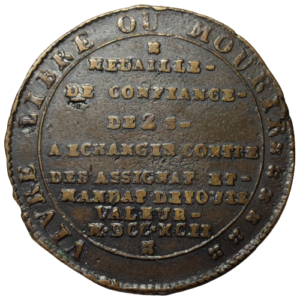 VIVRE LIBRE OU MOURIR
MEDAILLE-
DE CONFIANCE-
DE 2 S-
A ECHANGER CONTRE
DES ASSIGNAT ET-
MANDAT DE VOTTE
VALEUR-
M.DCC.XCII